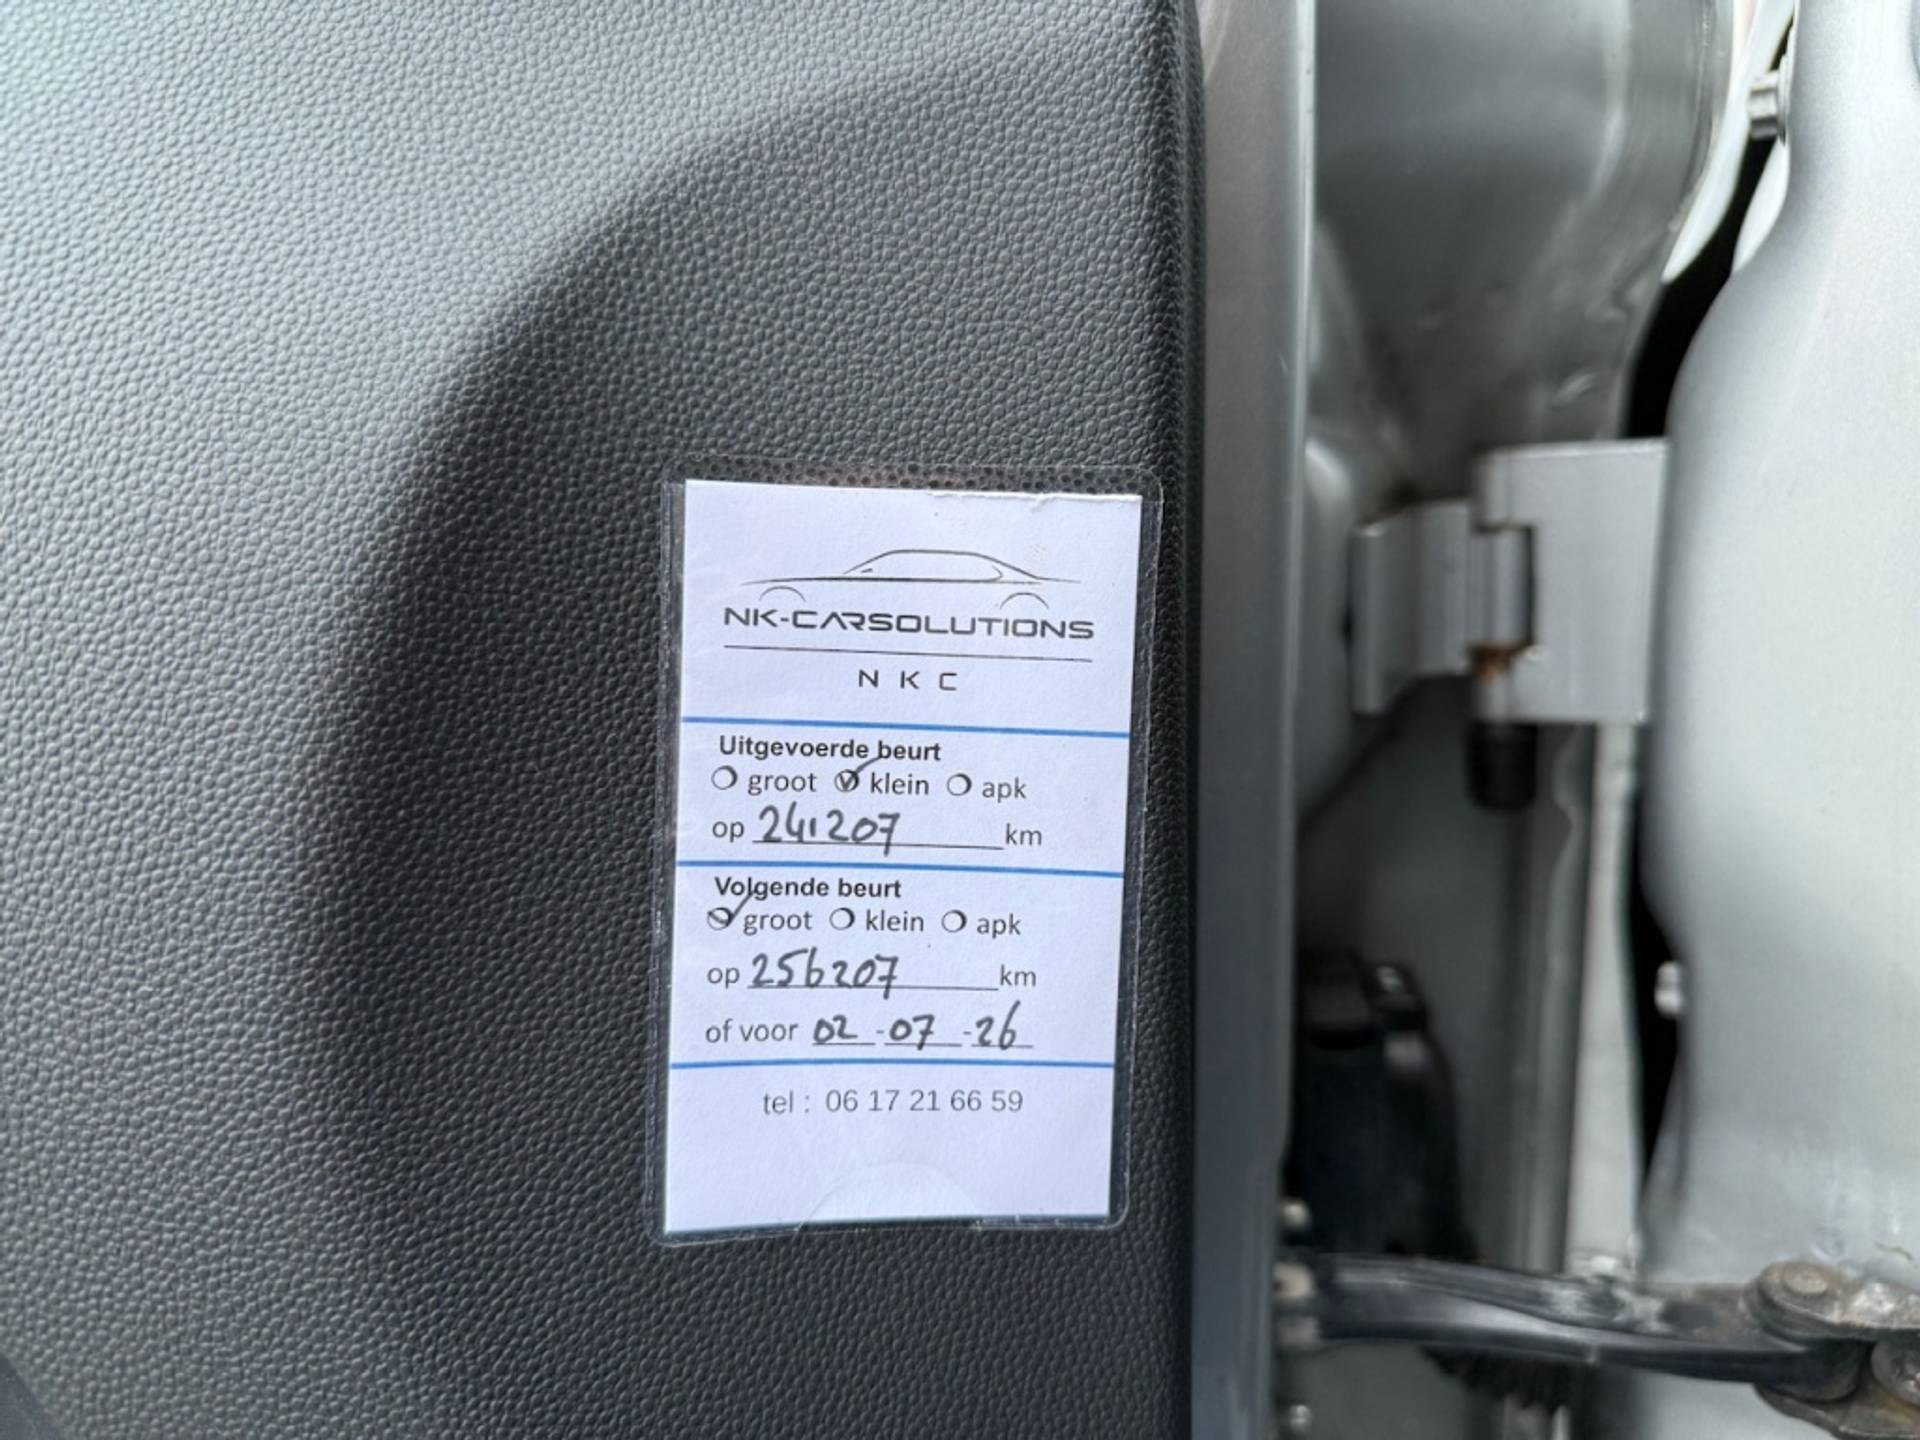 NK-CARSOLUTIONS
N K C
Uitgevoerde beurt
groot klein apk
op 241207 km
Volgende beurt
groot klein apk
op 256207 km
of voor 02-07-26
tel : 06 17 21 66 59